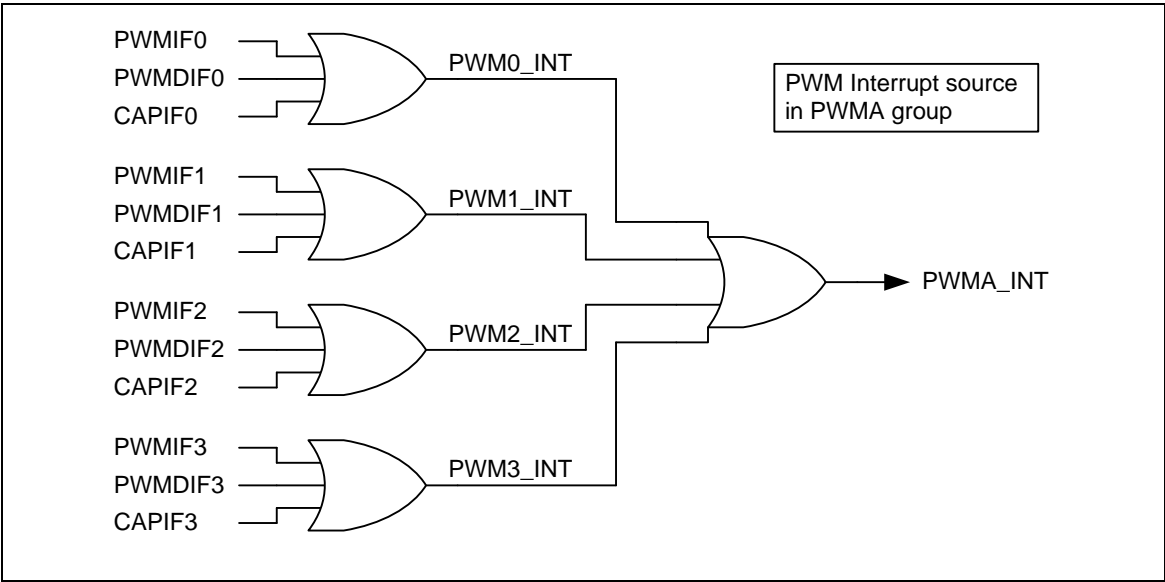 PWMIF0
PWMDIF0
CAPIF0
PWM0_INT
PWM Interrupt source
in PWMA group
PWMIF1
PWMDIF1
CAPIF1
PWM1_INT
PWMA_INT
PWMIF2
PWMDIF2
CAPIF2
PWM2_INT
PWMIF3
PWMDIF3
CAPIF3
PWM3_INT